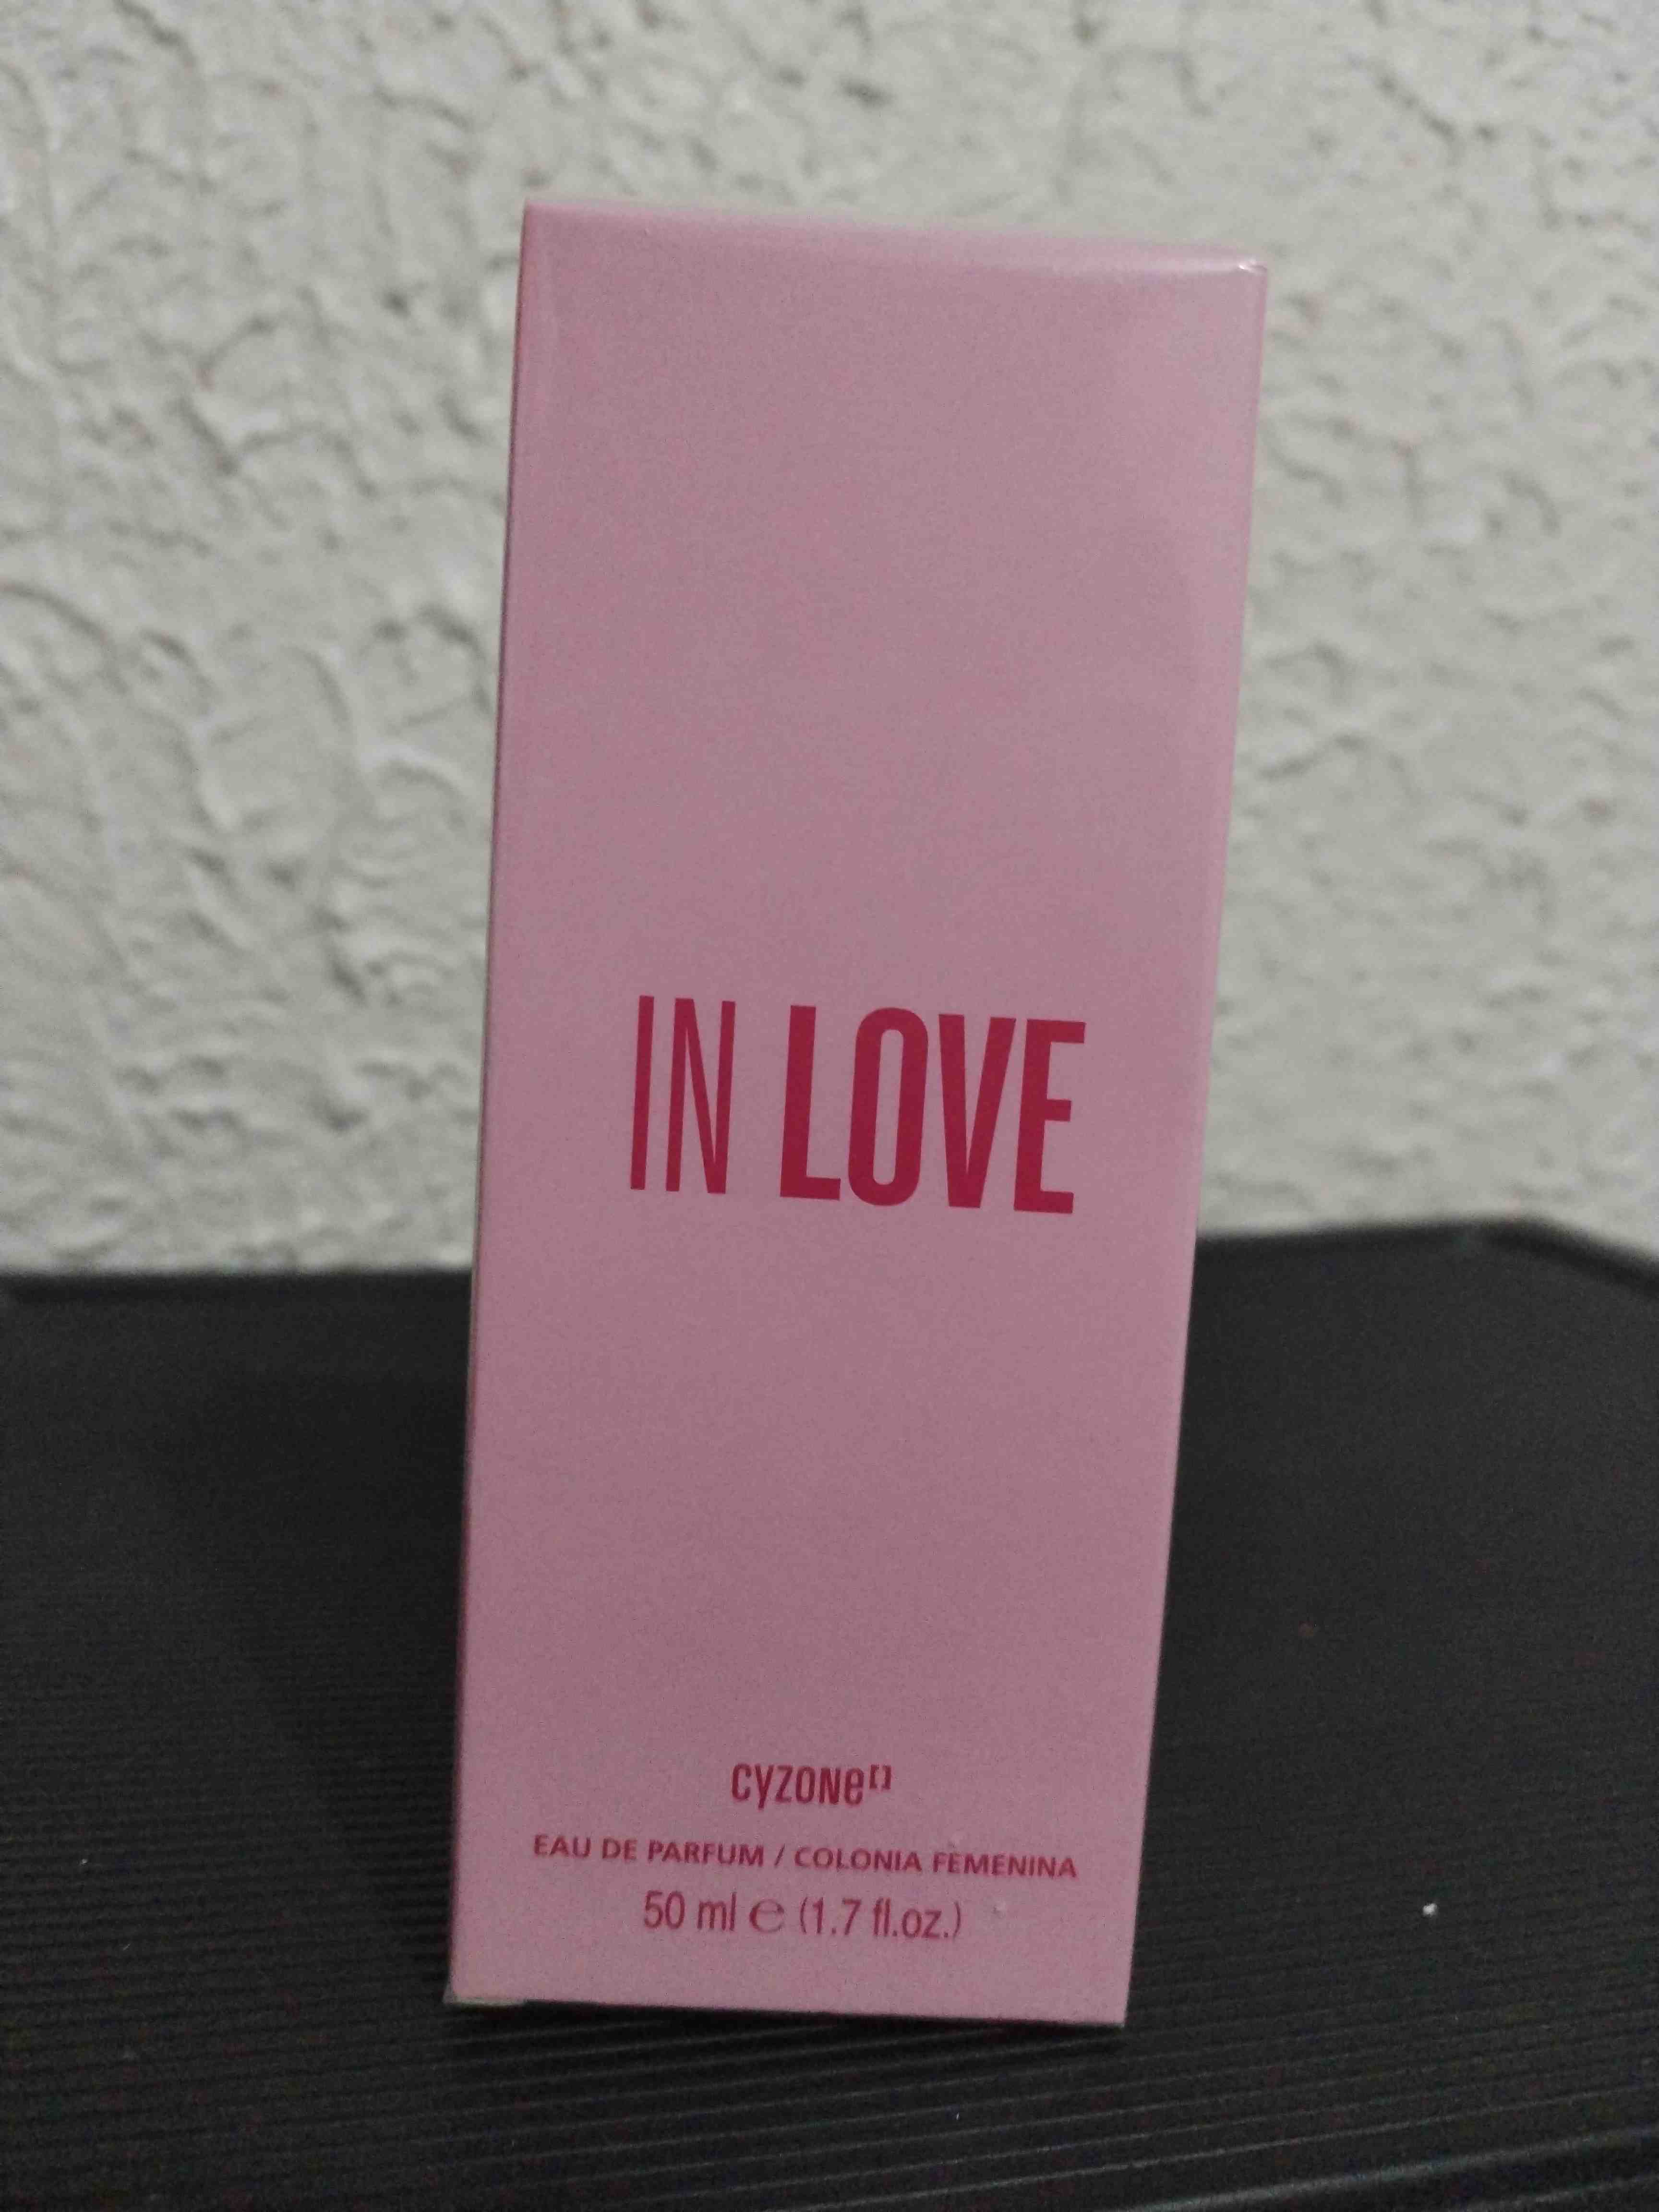 IN LOVE
cyzone[]
EAU DE PARFUM / COLONIA FEMENINA
50 ml ℮ (1.7 fl.oz.)